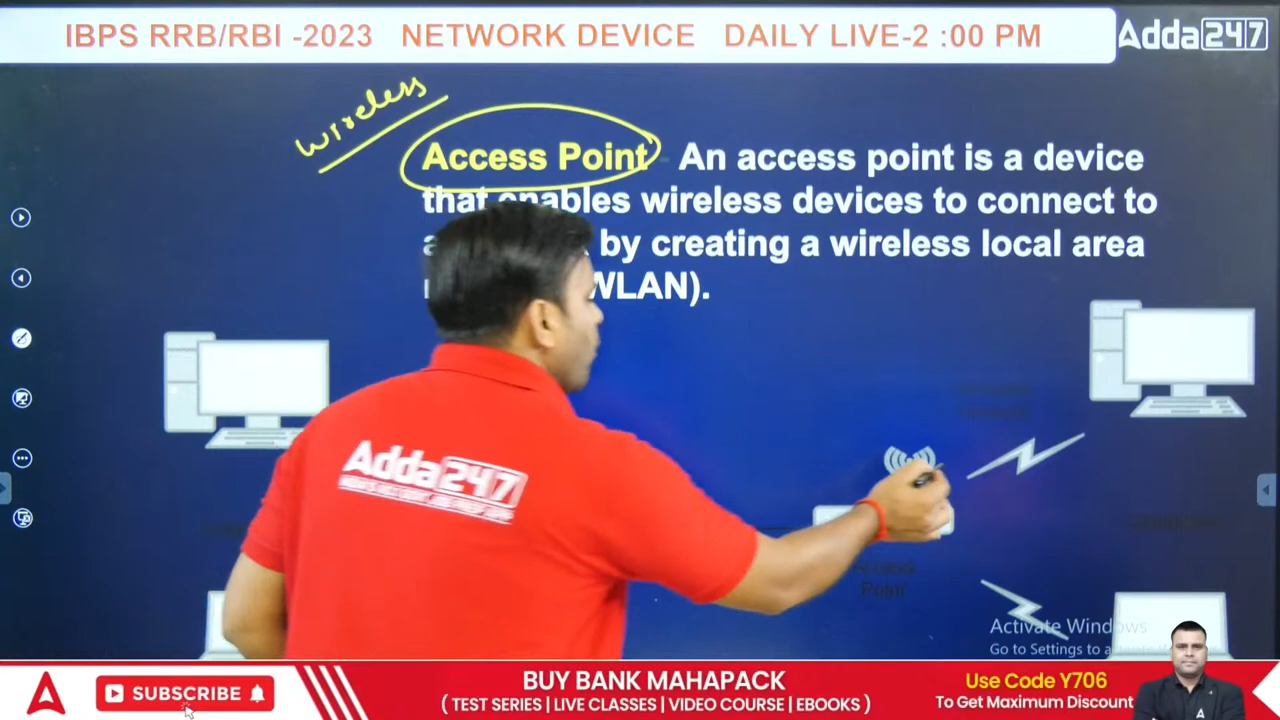 IBPS RRB/RBI -2023 NETWORK DEVICE DAILY LIVE-2 :00 PM
Adda247
wireless
Access Point - An access point is a device
that enables wireless devices to connect to
a by creating a wireless local area
WLAN).
Adda247
Access
Point
Activate Windows
Go to Settings to a
SUBSCRIBE
BUY BANK MAHAPACK
( TEST SERIES | LIVE CLASSES | VIDEO COURSE | EBOOKS )
Use Code Y706
To Get Maximum Discount